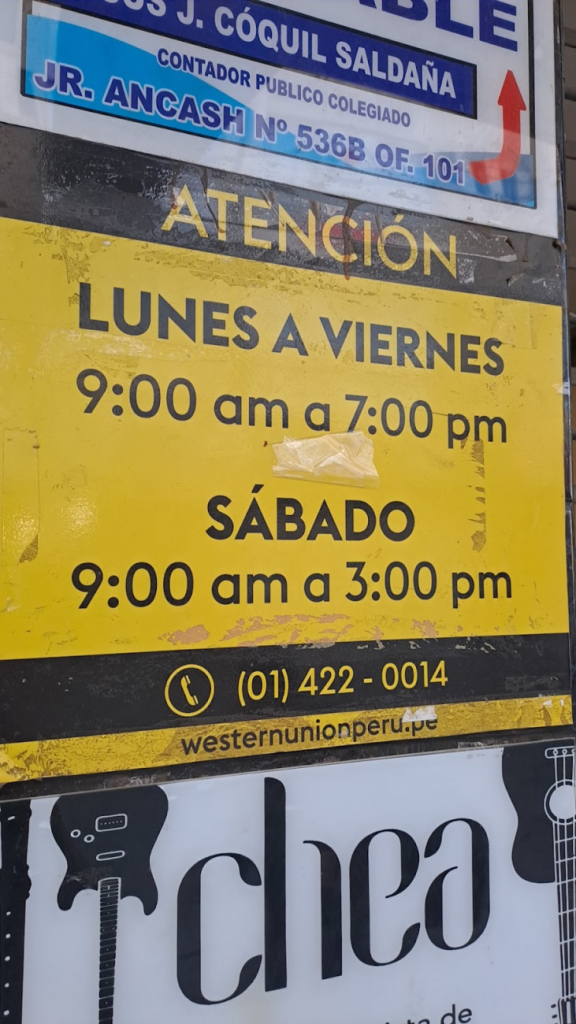 J. CÓQUIL SALDAÑA
CONTADOR PUBLICO COLEGIADO
JR. ANCASH Nº 536B OF. 101
ATENCIÓN
LUNES A VIERNES
9:00 am a 7:00 pm
SÁBADO
9:00 am a 3:00 pm
(01) 422 - 0014
westernunionperu.pe
chea
de